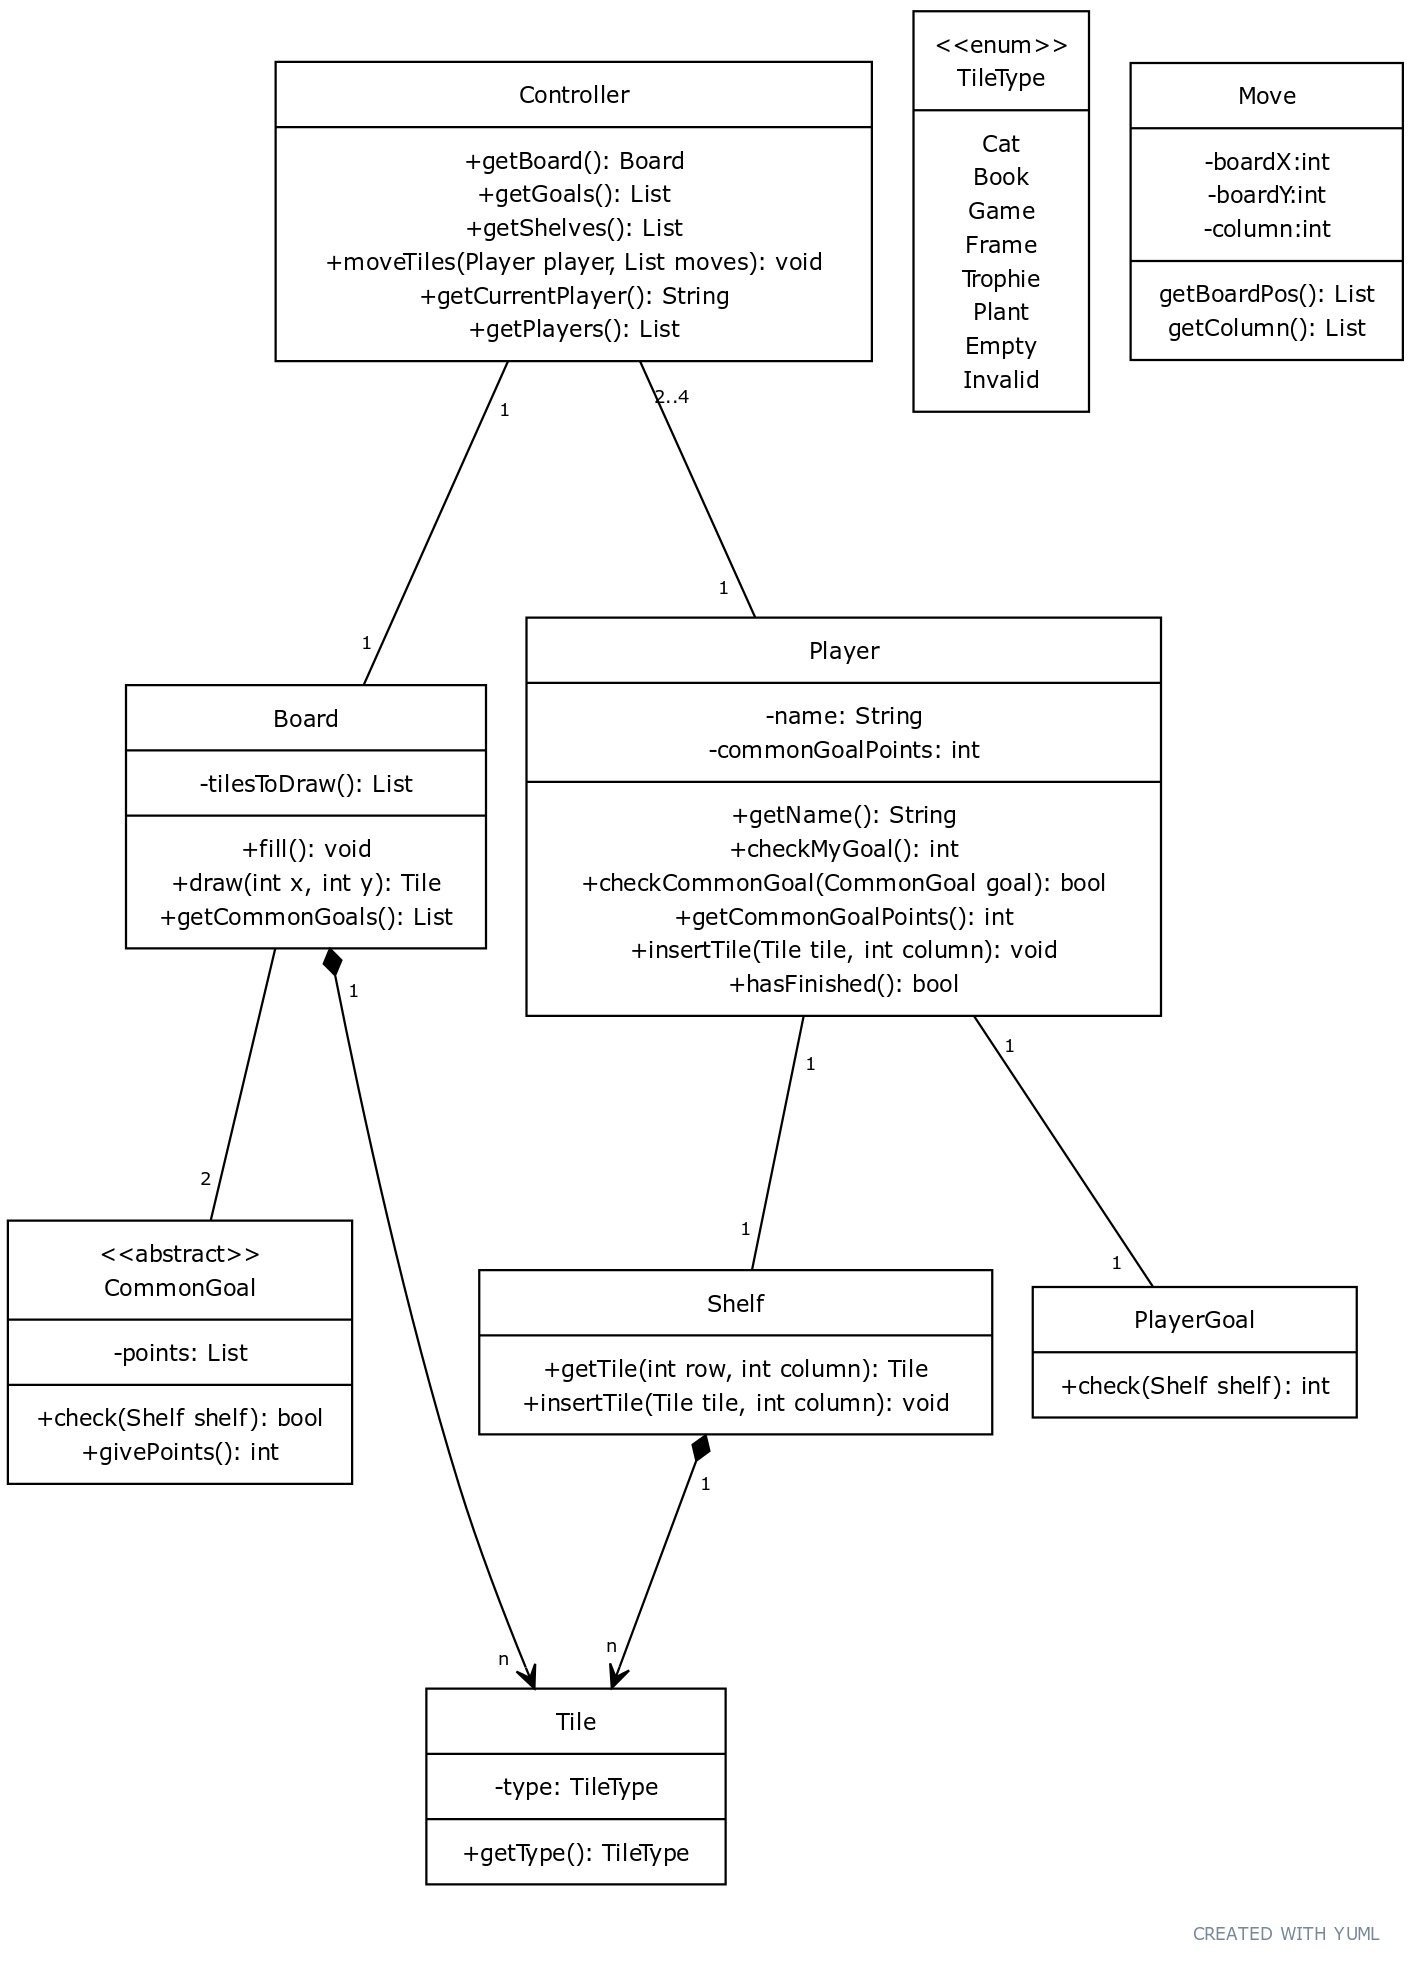 Controller
+getBoard(): Board
+getGoals(): List
+getShelves(): List
+moveTiles(Player player, List moves): void
+getCurrentPlayer(): String
+getPlayers(): List
<<enum>>
TileType
Cat
Book
Game
Frame
Trophie
Plant
Empty
Invalid
Move
-boardX:int
-boardY:int
-column:int
getBoardPos(): List
getColumn(): List
1
2..4
1
1
Board
-tilesToDraw(): List
+fill(): void
+draw(int x, int y): Tile
+getCommonGoals(): List
Player
-name: String
-commonGoalPoints: int
+getName(): String
+checkMyGoal(): int
+checkCommonGoal(CommonGoal goal): bool
+getCommonGoalPoints(): int
+insertTile(Tile tile, int column): void
+hasFinished(): bool
1
1
1
2
1
1
<<abstract>>
CommonGoal
-points: List
+check(Shelf shelf): bool
+givePoints(): int
Shelf
+getTile(int row, int column): Tile
+insertTile(Tile tile, int column): void
PlayerGoal
+check(Shelf shelf): int
1
n
n
Tile
-type: TileType
+getType(): TileType
CREATED WITH YUML